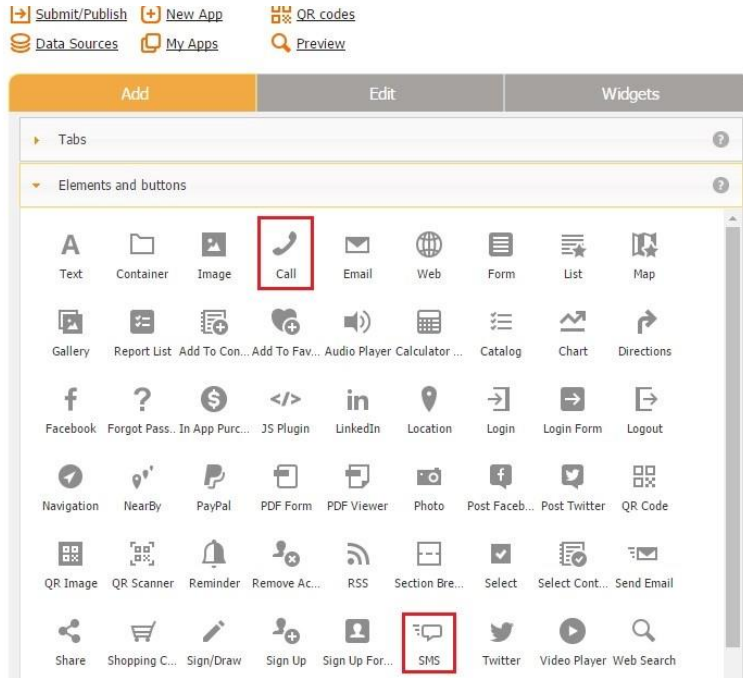 Submit/Publish New App QR codes
Data Sources My Apps Preview
Add Edit Widgets
Tabs ?
Elements and buttons ?
A
Text Container Image Call Email Web Form List Map
Gallery Report List Add To Con... Add To Fav... Audio Player Calculator ... Catalog Chart Directions
f ? $ </> in
Facebook Forgot Pass.. In App Purc... JS Plugin LinkedIn Location Login Login Form Logout
f
Navigation NearBy PayPal PDF Form PDF Viewer Photo Post Faceb... Post Twitter QR Code
QR Image QR Scanner Reminder Remove Ac... RSS Section Bre... Select Select Cont... Send Email
Share Shopping C... Sign/Draw Sign Up Sign Up For... SMS Twitter Video Player Web Search